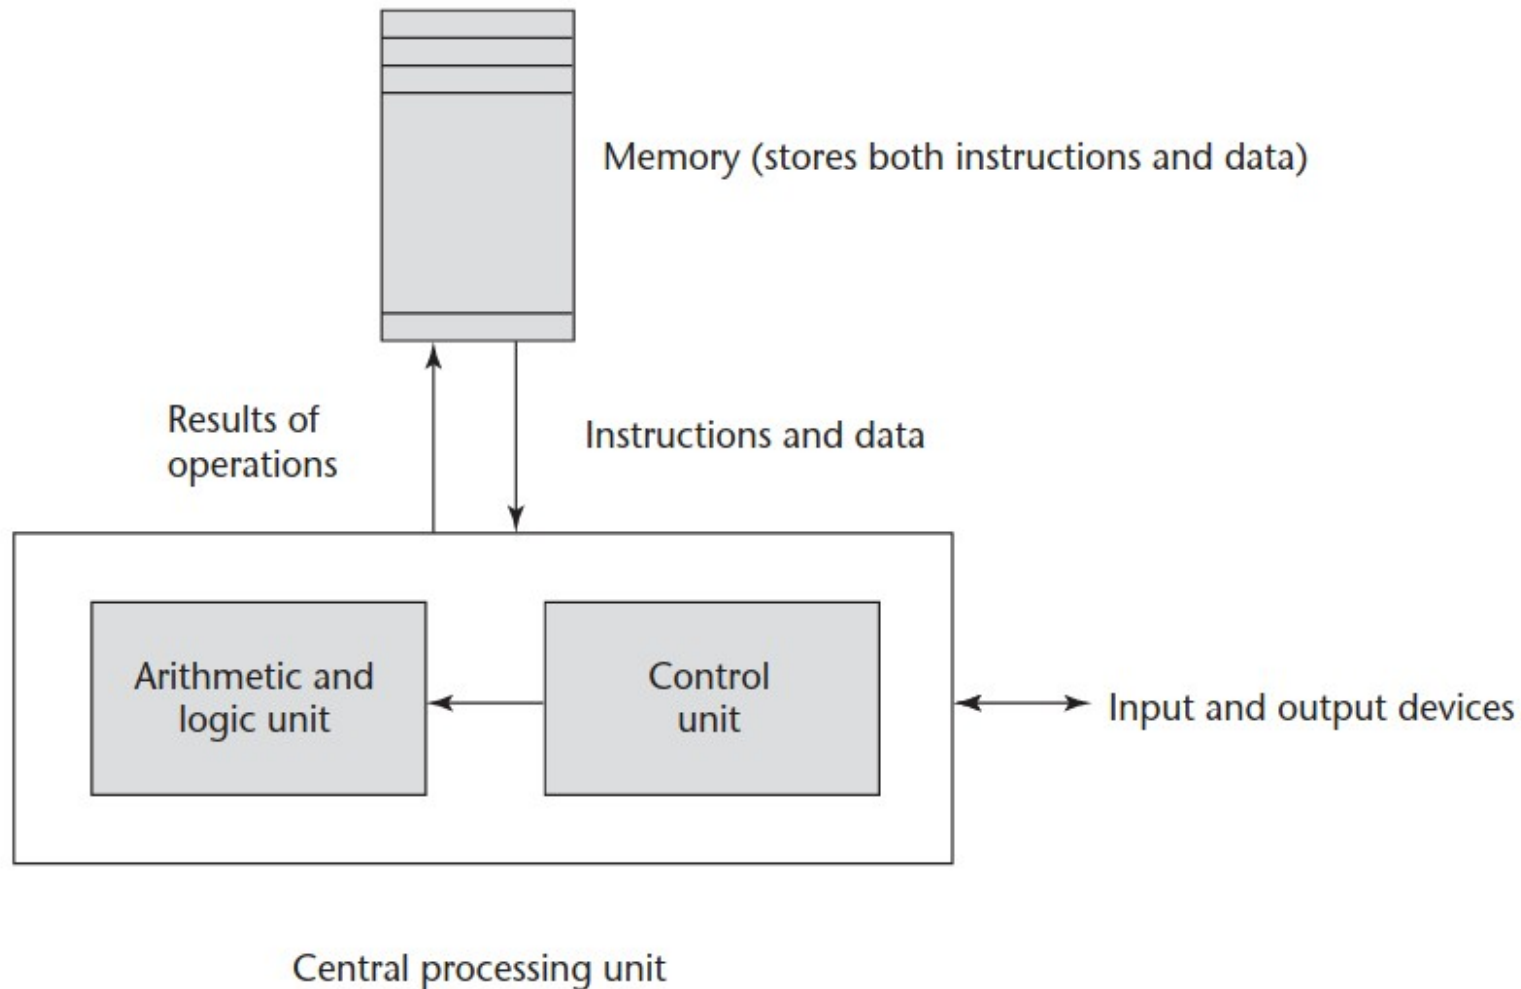 Memory (stores both instructions and data)
Results of
operations
Instructions and data
Arithmetic and
logic unit
Control
unit
Input and output devices
Central processing unit